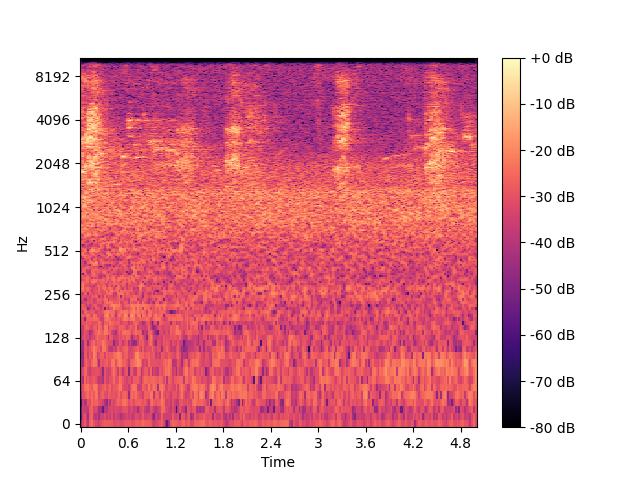 8192
4096
2048
1024
512
256
128
64
0
Hz
0 0.6 1.2 1.8 2.4 3 3.6 4.2 4.8
Time
+0 dB
-10 dB
-20 dB
-30 dB
-40 dB
-50 dB
-60 dB
-70 dB
-80 dB